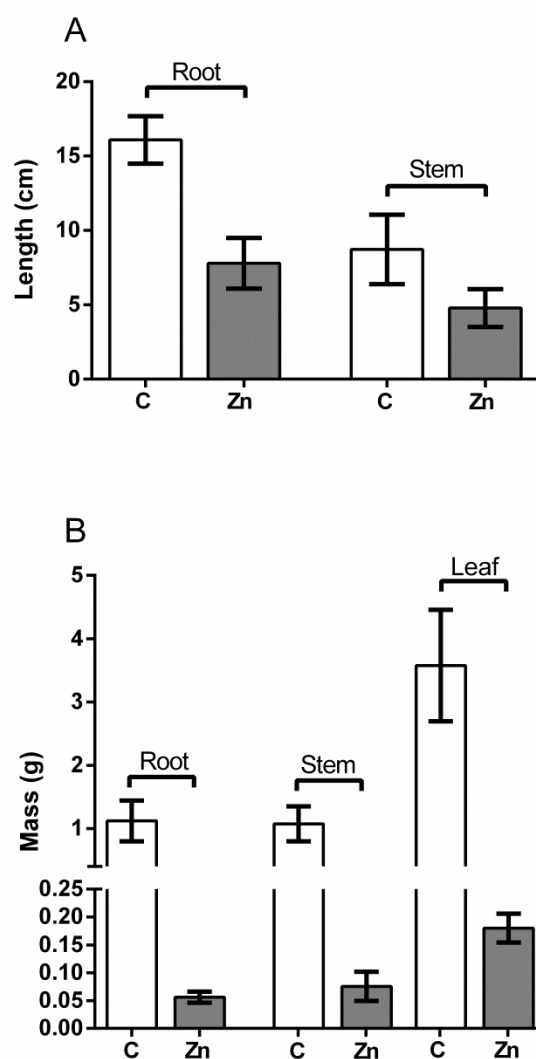 A
Root
Stem
Length (cm)
20
15
10
5
0
C Zn C Zn
B
Leaf
Root
Stem
Mass (g)
5
4
3
2
1
0.25
0.20
0.15
0.10
0.05
0.00
C Zn C Zn C Zn